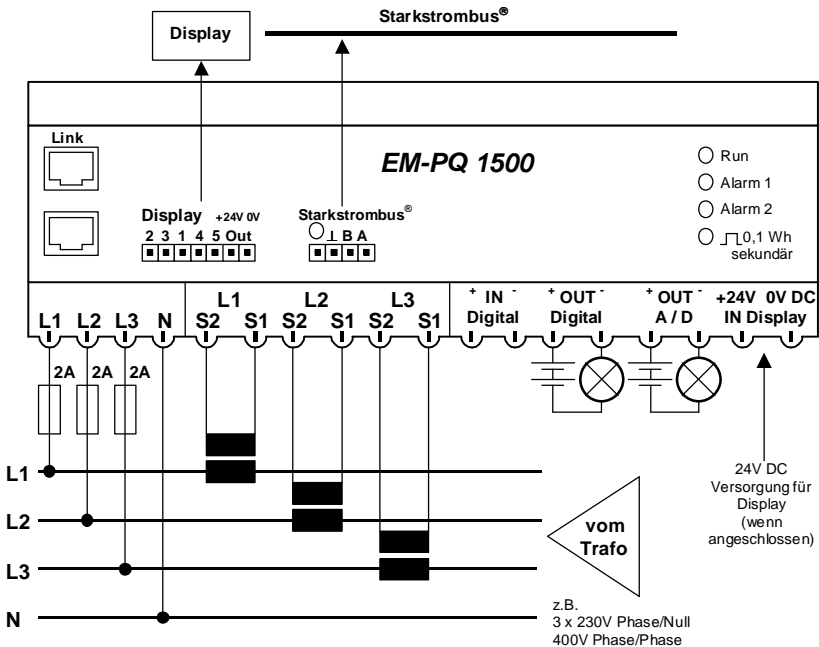 Display
Starkstrombus®
Link
EM-PQ 1500
Run
Alarm 1
Alarm 2
0,1 Wh
sekundär
Display +24V 0V
2 3 1 4 5 Out
Starkstrombus®
⊥ B A
L1 L2 L3 N
L1 L2 L3
S2 S1 S2 S1 S2 S1
+ IN -
Digital
+ OUT -
Digital
+ OUT -
A / D
+24V 0V DC
IN Display
2A 2A 2A
L1
L2
L3
N
vom
Trafo
24V DC
Versorgung für
Display
(wenn
angeschlossen)
z.B.
3 x 230V Phase/Null
400V Phase/Phase